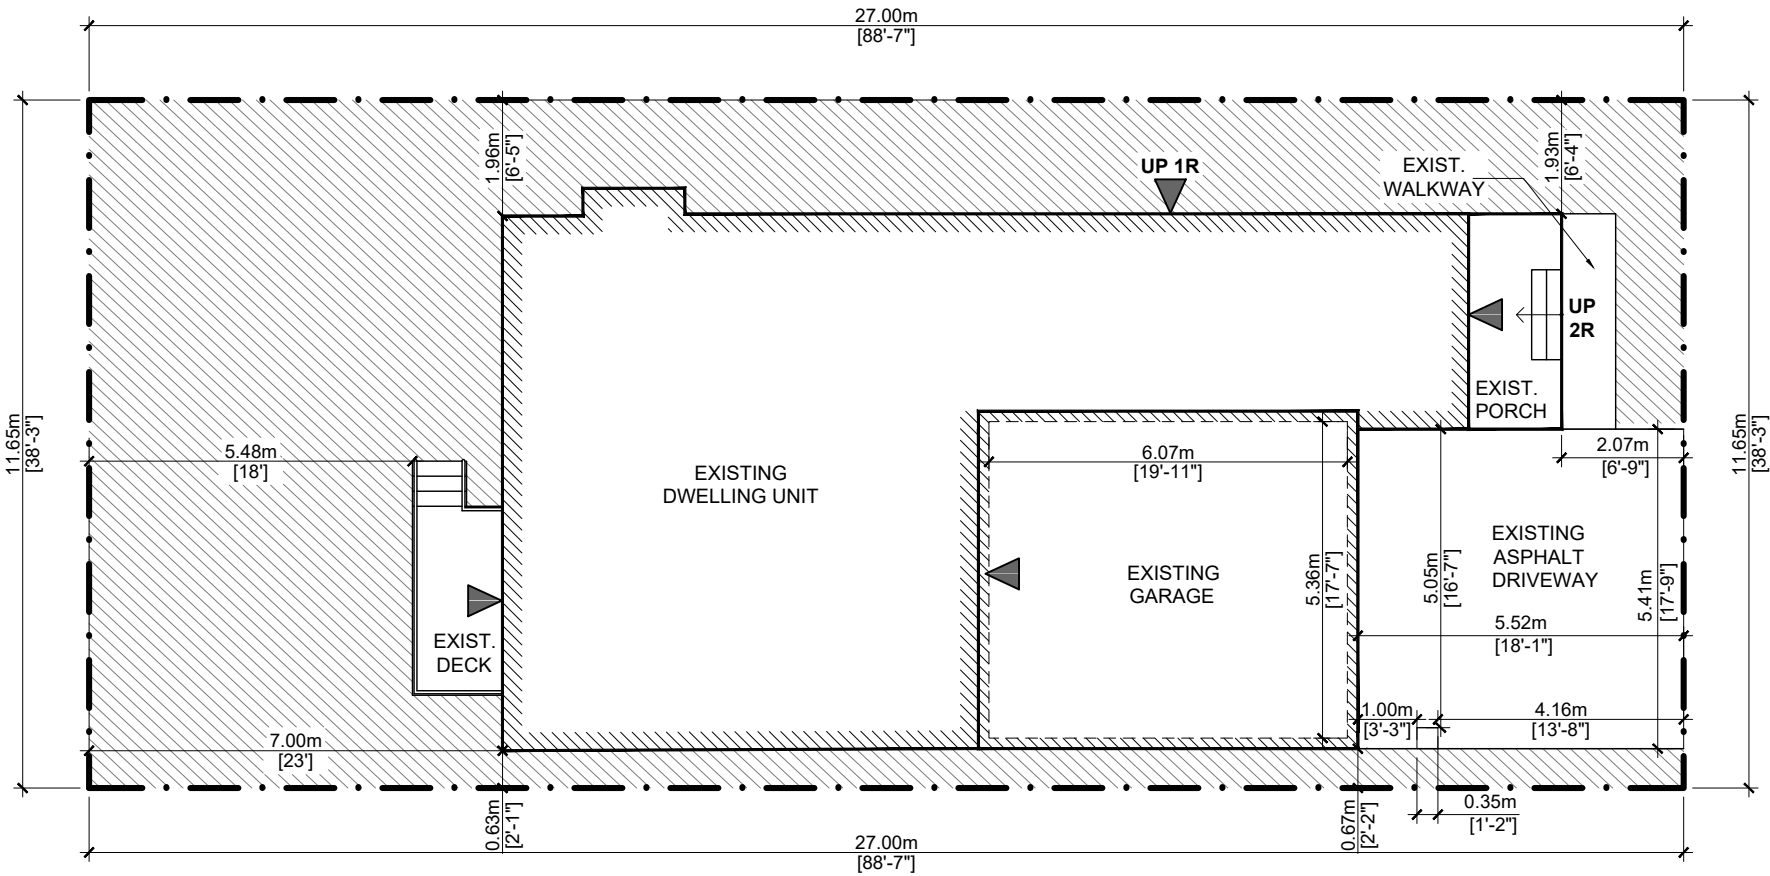 27.00m
[88'-7"]
1.96m
[6'-5"]
UP 1R
EXIST.
WALKWAY
1.93m
[6'-4"]
UP
2R
EXIST.
PORCH
11.65m
[38'-3"]
11.65m
[38'-3"]
5.48m
[18']
EXISTING
DWELLING UNIT
6.07m
[19'-11"]
2.07m
[6'-9"]
EXISTING
GARAGE
5.36m
[17'-7"]
5.05m
[16'-7"]
EXISTING
ASPHALT
DRIVEWAY
5.41m
[17'-9"]
5.52m
[18'-1"]
EXIST.
DECK
1.00m
[3'-3"]
4.16m
[13'-8"]
7.00m
[23']
0.63m
[2'-1"]
0.67m
[2'-2"]
0.35m
[1'-2"]
27.00m
[88'-7"]